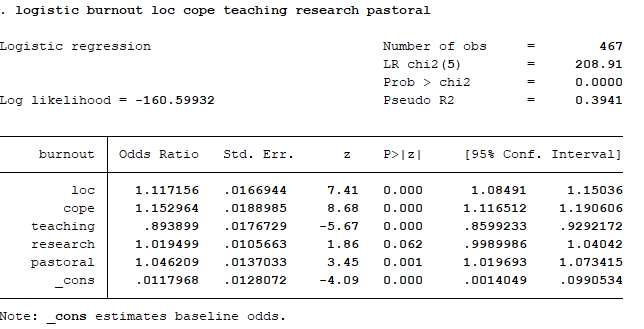 . logistic burnout loc cope teaching research pastoral
Logistic regression Number of obs = 467
LR chi2(5) = 208.91
Prob > chi2 = 0.0000
Log likelihood = -160.59932 Pseudo R2 = 0.3941
burnout Odds Ratio Std. Err. z P>|z| [95% Conf. Interval]
loc 1.117156 .0166944 7.41 0.000 1.08491 1.15036
cope 1.152964 .0188985 8.68 0.000 1.116512 1.190606
teaching .893899 .0176729 -5.67 0.000 .8599233 .9292172
research 1.019499 .0105663 1.86 0.062 .9989986 1.04042
pastoral 1.046209 .0137033 3.45 0.001 1.019693 1.073415
_cons .0117968 .0128072 -4.09 0.000 .0014049 .0990534
Note: _cons estimates baseline odds.